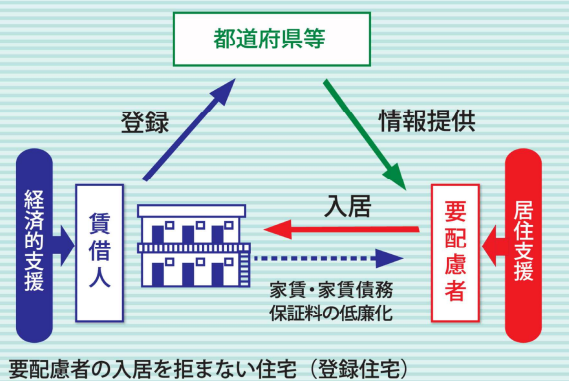 都道府県等
登録
情報提供
経済的支援
賃借人
入居
要配慮者
居住支援
家賃・家賃債務
保証料の低廉化
要配慮者の入居を拒まない住宅（登録住宅）